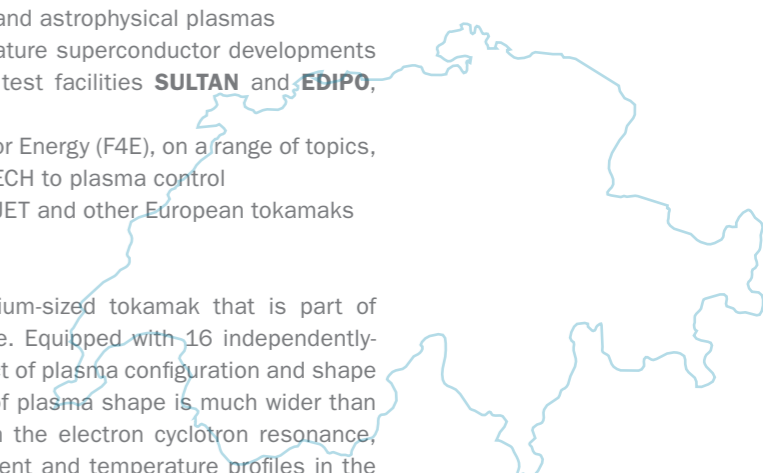 and astrophysical plasmas
ature superconductor developments
test facilities SULTAN and EDIPO,
or Energy (F4E), on a range of topics,
ECH to plasma control
JET and other European tokamaks
ium-sized tokamak that is part of
e. Equipped with 16 independently-
ct of plasma configuration and shape
of plasma shape is much wider than
the electron cyclotron resonance,
ent and temperature profiles in the